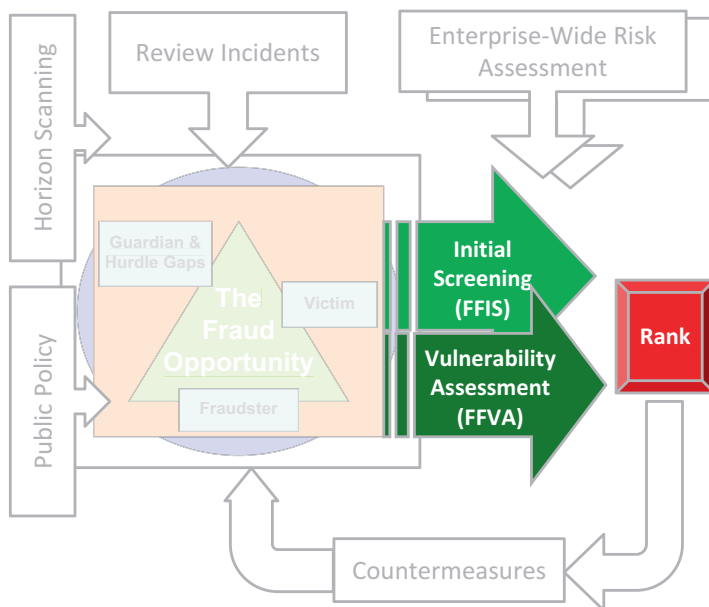 Review Incidents
Enterprise-Wide Risk
Assessment
Horizon Scanning
Public Policy
Guardian &
Hurdle Gaps
Victim
The
Fraud
Opportunity
Fraudster
Initial
Screening
(FFIS)
Vulnerability
Assessment
(FFVA)
Rank
Countermeasures